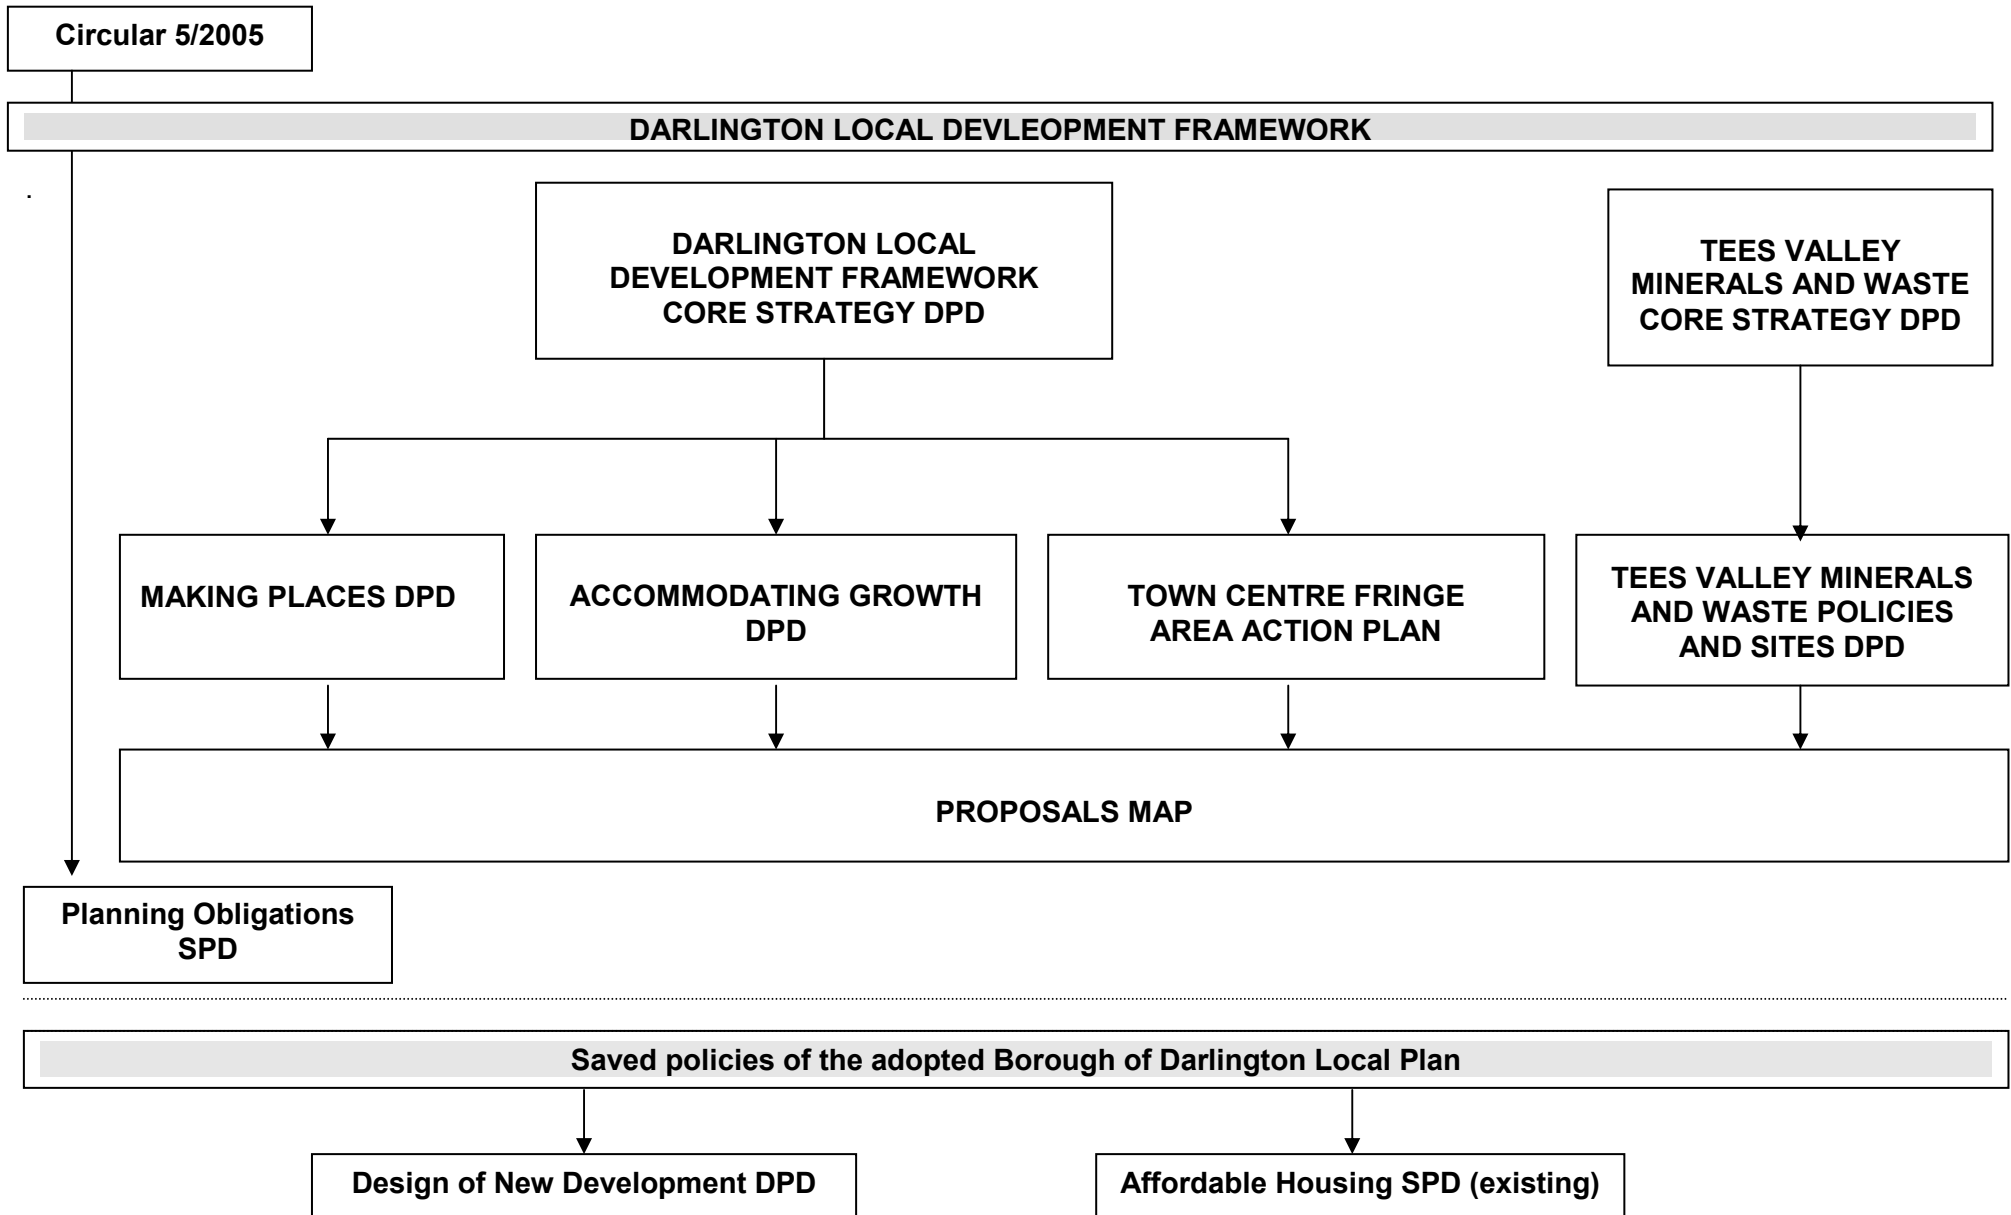 Circular 5/2005
DARLINGTON LOCAL DEVLEOPMENT FRAMEWORK
.
DARLINGTON LOCAL
DEVELOPMENT FRAMEWORK
CORE STRATEGY DPD
TEES VALLEY
MINERALS AND WASTE
CORE STRATEGY DPD
MAKING PLACES DPD
ACCOMMODATING GROWTH
DPD
TOWN CENTRE FRINGE
AREA ACTION PLAN
TEES VALLEY MINERALS
AND WASTE POLICIES
AND SITES DPD
PROPOSALS MAP
Planning Obligations
SPD
Saved policies of the adopted Borough of Darlington Local Plan
Design of New Development DPD
Affordable Housing SPD (existing)